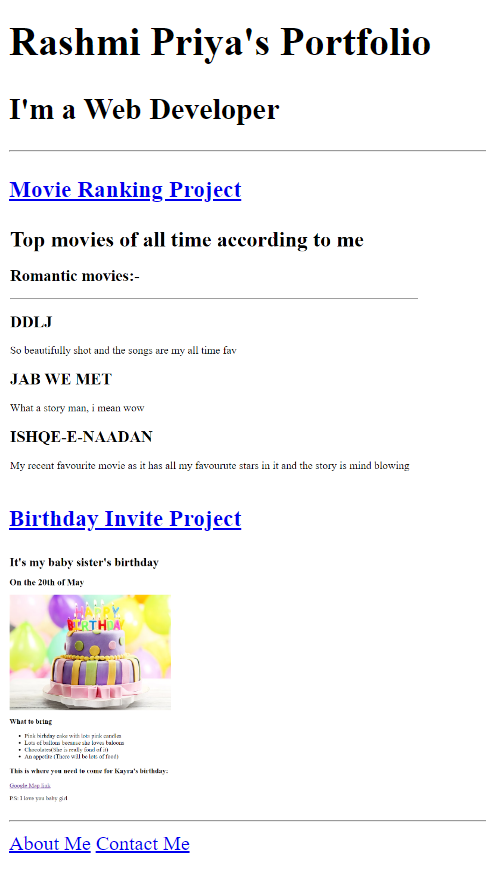 Rashmi Priya's Portfolio
I'm a Web Developer
Movie Ranking Project
Top movies of all time according to me
Romantic movies:-
DDLJ
So beautifully shot and the songs are my all time fav
JAB WE MET
What a story man, i mean wow
ISHQE-E-NAADAN
My recent favourite movie as it has all my favourute stars in it and the story is mind blowing
Birthday Invite Project
It's my baby sister's birthday
On the 20th of May
HAPPY
BIRTHDAY
What to bring
Pink birthday cake with lots pink candles
Lots of ballons because she loves baloons
Chocolates(She is really fond of it)
An appetite (There will be lots of food)
This is where you need to come for Kayra's birthday:
Google Map link
P.S: I love you baby girl
About Me Contact Me